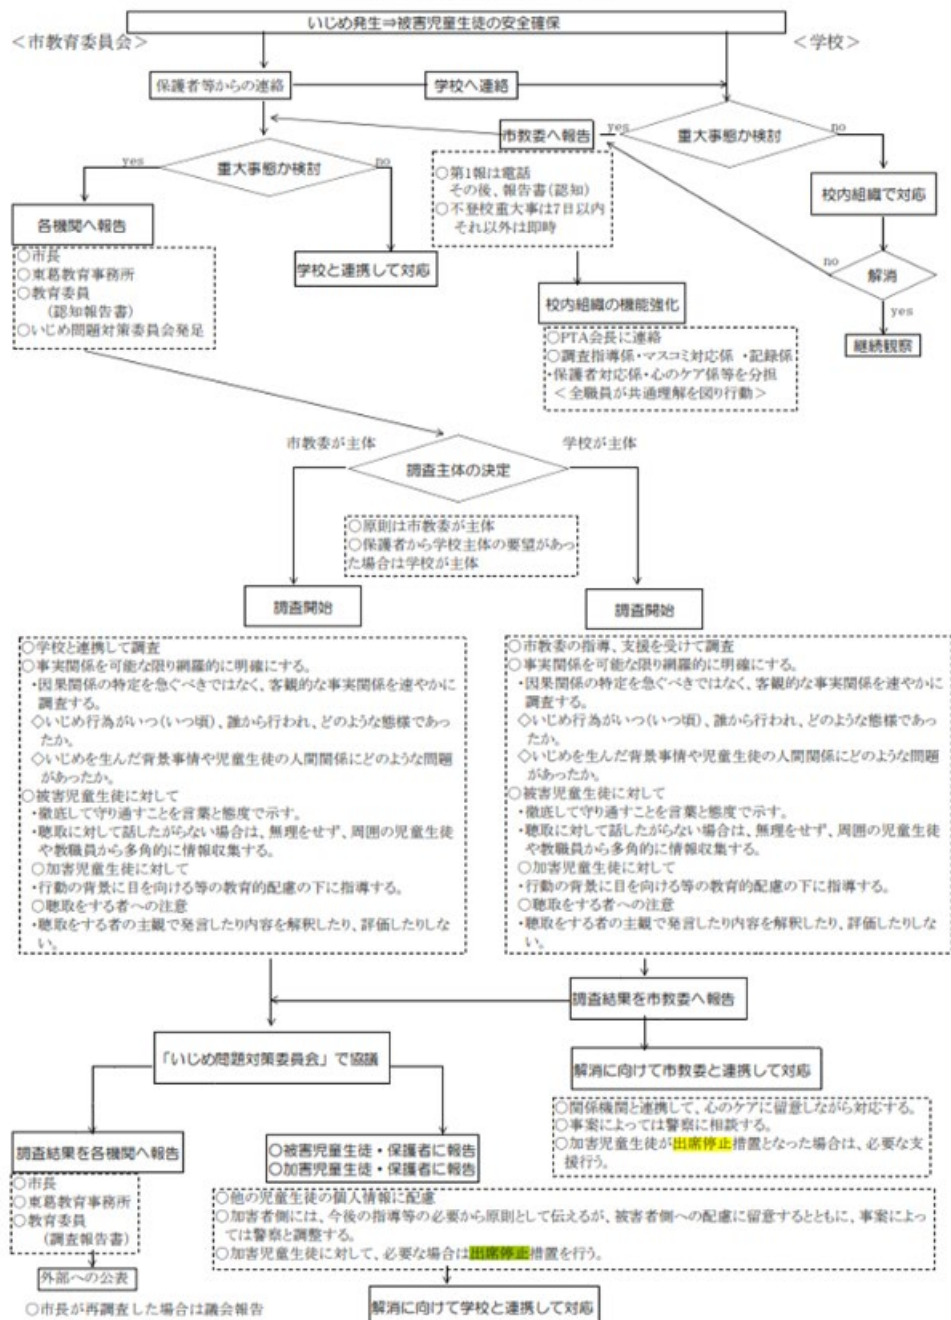 いじめ発生⇒被害児童生徒の安全確保
＜市教育委員会＞
＜学校＞
保護者等からの連絡
学校へ連絡
市教委へ報告
yes
重大事態か検討
no
yes
重大事態か検討
no
○第1報は電話
その後、報告書(認知)
○不登校重大事は7日以内
それ以外は即時
校内組織で対応
各機関へ報告
○市長
○東葛教育事務所
○教育委員
(認知報告書)
○いじめ問題対策委員会発足
学校と連携して対応
no
解消
yes
校内組織の機能強化
○PTA会長に連絡
○調査指導係・マスコミ対応係 ・記録係
・保護者対応係・心のケア係等を分担
＜全職員が共通理解を図り行動＞
継続観察
市教委が主体
学校が主体
調査主体の決定
○原則は市教委が主体
○保護者から学校主体の要望があっ
た場合は学校が主体
調査開始
○学校と連携して調査
○事実関係を可能な限り網羅的に明確にする。
・因果関係の特定を急ぐべきではなく、客観的な事実関係を速やかに
調査する。
◇いじめ行為がいつ(いつ頃)、誰から行われ、どのような態様であっ
たか。
◇いじめを生んだ背景事情や児童生徒の人間関係にどのような問題
があったか。
○被害児童生徒に対して
・徹底して守り通すことを言葉と態度で示す。
・聴取に対して話したがらない場合は、無理をせず、周囲の児童生徒
や教職員から多角的に情報収集する。
○加害児童生徒に対して
・行動の背景に目を向ける等の教育的配慮の下に指導する。
○聴取をする者への注意
・聴取をする者の主観で発言したり内容を解釈したり、評価したりしな
い。
調査開始
○市教委の指導、支援を受けて調査
○事実関係を可能な限り網羅的に明確にする。
・因果関係の特定を急ぐべきではなく、客観的な事実関係を速やかに
調査する。
◇いじめ行為がいつ(いつ頃)、誰から行われ、どのような態様であっ
たか。
◇いじめを生んだ背景事情や児童生徒の人間関係にどのような問題
があったか。
○被害児童生徒に対して
・徹底して守り通すことを言葉と態度で示す。
・聴取に対して話したがらない場合は、無理をせず、周囲の児童生徒
や教職員から多角的に情報収集する。
○加害児童生徒に対して
・行動の背景に目を向ける等の教育的配慮の下に指導する。
○聴取をする者への注意
・聴取をする者の主観で発言したり内容を解釈したり、評価したりしな
い。
調査結果を市教委へ報告
「いじめ問題対策委員会」で協議
解消に向けて市教委と連携して対応
○関係機関と連携して、心のケアに留意しながら対応する。
○事案によっては警察に相談する。
○加害児童生徒が出席停止措置となった場合は、必要な支
援行う。
調査結果を各機関へ報告
○市長
○東葛教育事務所
○教育委員
(調査報告書)
○被害児童生徒・保護者に報告
○加害児童生徒・保護者に報告
○他の児童生徒の個人情報に配慮
○加害者側には、今後の指導等の必要から原則として伝えるが、被害者側への配慮に留意するとともに、事案によっ
ては警察と調整する。
○加害児童生徒に対して、必要な場合は出席停止措置を行う。
外部への公表
○市長が再調査した場合は議会報告
解消に向けて学校と連携して対応